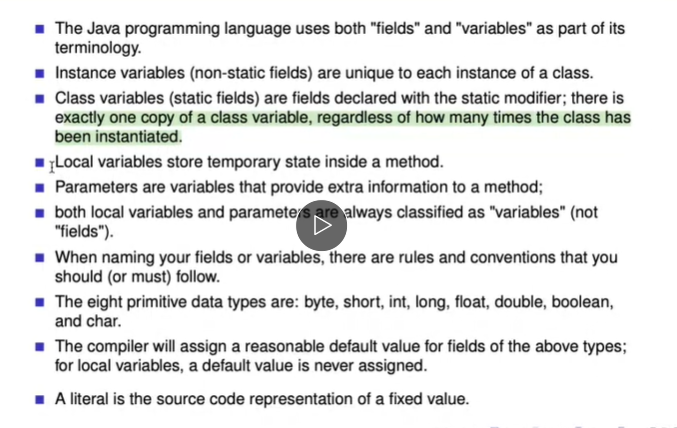 The Java programming language uses both "fields" and "variables" as part of its
terminology.
Instance variables (non-static fields) are unique to each instance of a class.
Class variables (static fields) are fields declared with the static modifier; there is
exactly one copy of a class variable, regardless of how many times the class has
been instantiated.
Local variables store temporary state inside a method.
Parameters are variables that provide extra information to a method;
both local variables and parameters are always classified as "variables" (not
"fields").
When naming your fields or variables, there are rules and conventions that you
should (or must) follow.
The eight primitive data types are: byte, short, int, long, float, double, boolean,
and char.
The compiler will assign a reasonable default value for fields of the above types;
for local variables, a default value is never assigned.
A literal is the source code representation of a fixed value.